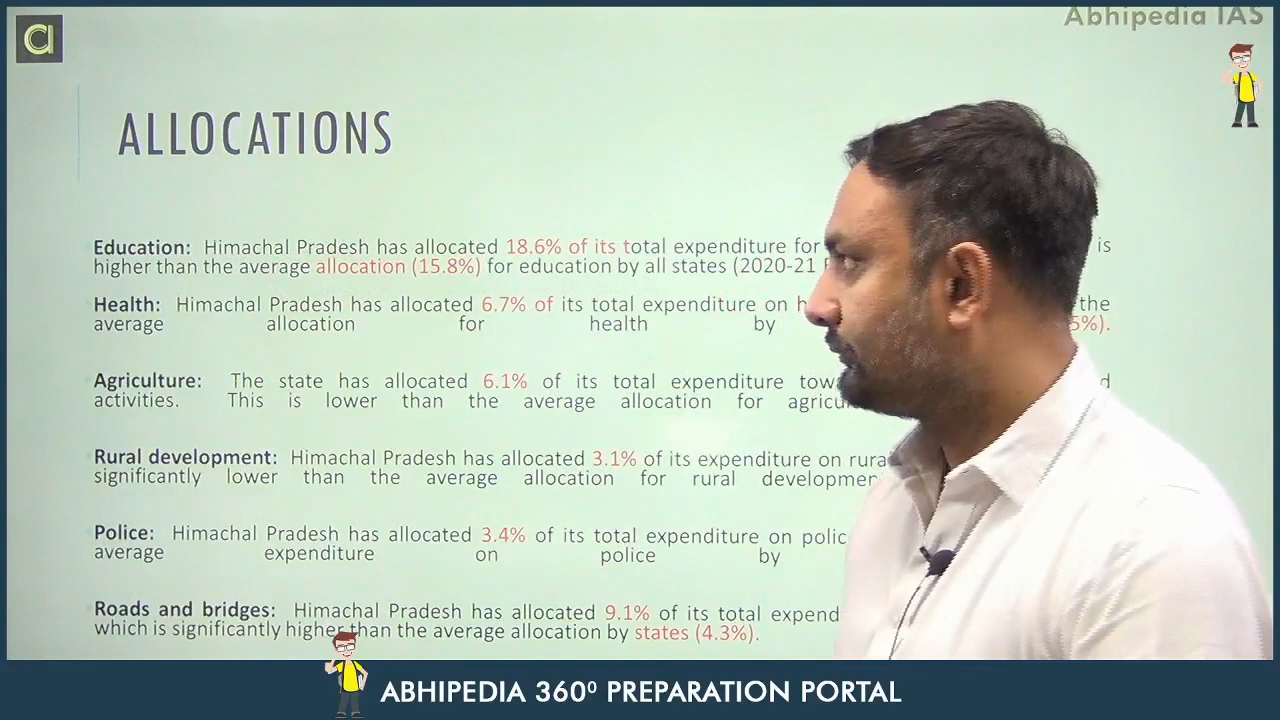 Abhipedia IAS
a
ALLOCATIONS
Education: Himachal Pradesh has allocated 18.6% of its total expenditure for is
higher than the average allocation (15.8%) for education by all states (2020-21
Health: Himachal Pradesh has allocated 6.7% of its total expenditure on the
average allocation for health by 5%).
Agriculture: The state has allocated 6.1% of its total expenditure
activities. This is lower than the average allocation for
Rural development: Himachal Pradesh has allocated 3.1% of its expenditure on
significantly lower than the average allocation for rural
Police: Himachal Pradesh has allocated 3.4% of its total expenditure on
average expenditure on police by
Roads and bridges: Himachal Pradesh has allocated 9.1% of its total
which is significantly higher than the average allocation by states (4.3%).
ABHIPEDIA 360⁰ PREPARATION PORTAL